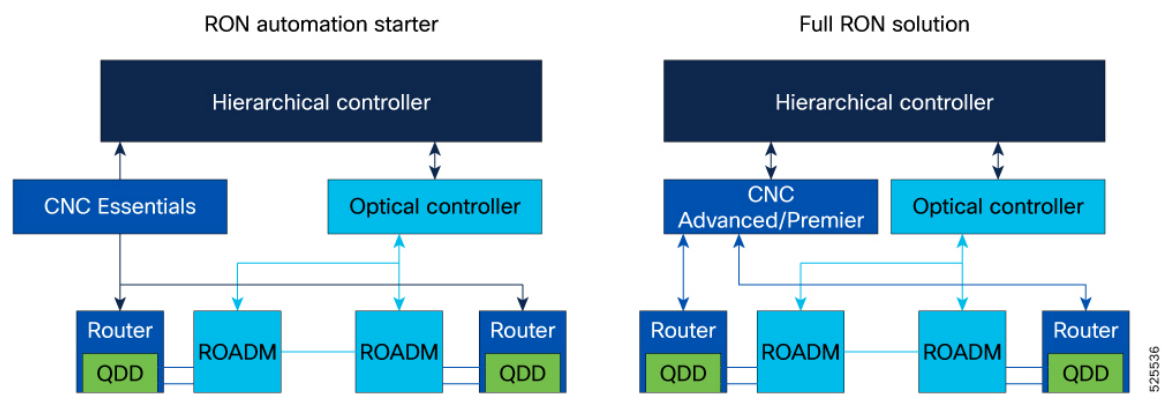 RON automation starter
Hierarchical controller
CNC Essentials
Optical controller
Router
QDD
ROADM
ROADM
Router
QDD
Full RON solution
Hierarchical controller
CNC
Advanced/Premier
Optical controller
Router
QDD
ROADM
ROADM
Router
QDD
525536